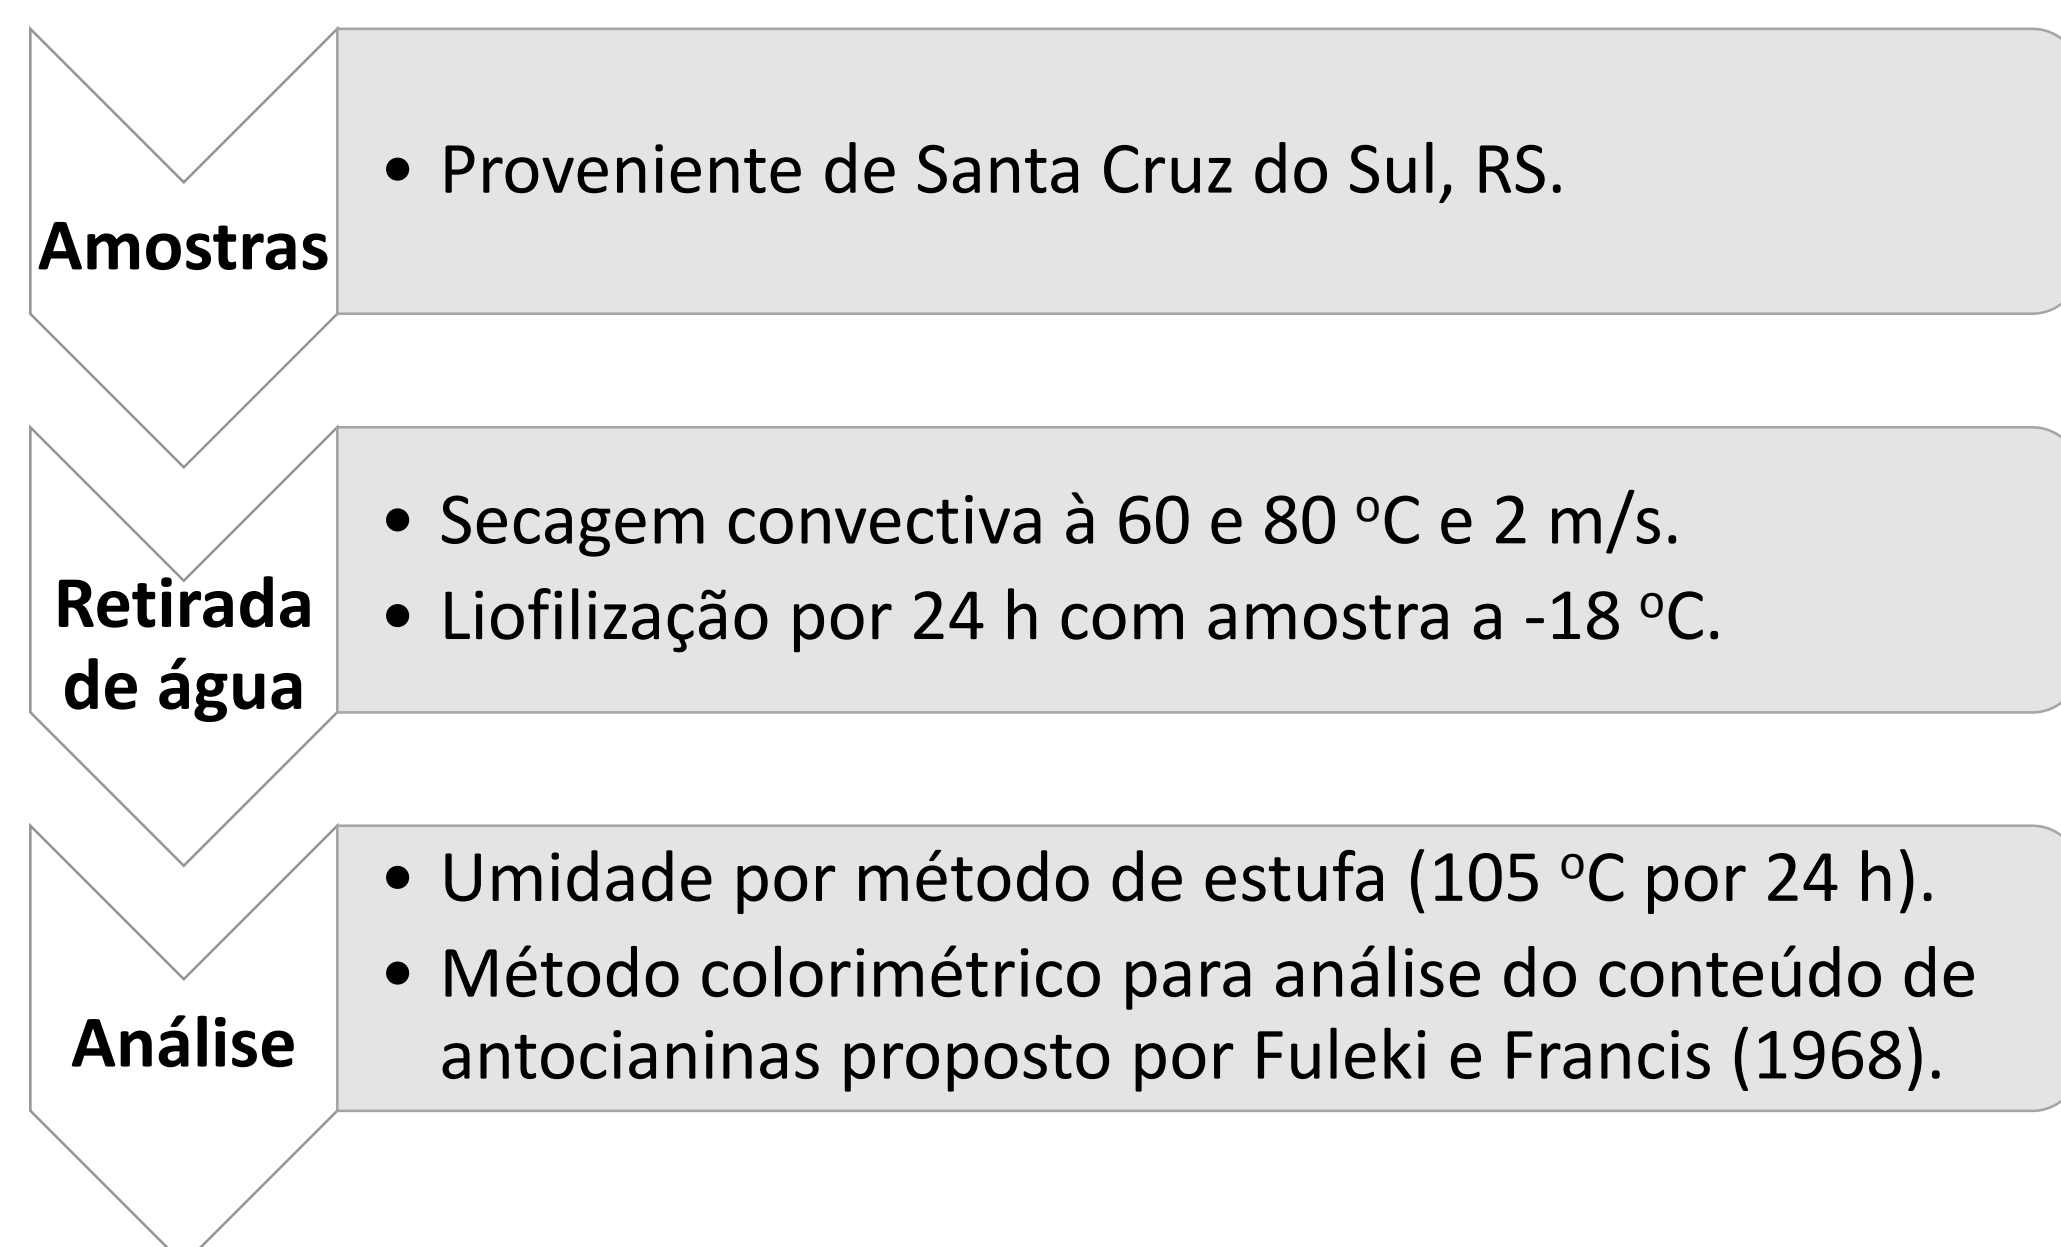 Amostras
• Proveniente de Santa Cruz do Sul, RS.
Retirada
de água
• Secagem convectiva à 60 e 80 ºC e 2 m/s.
• Liofilização por 24 h com amostra a -18 ºC.
Análise
• Umidade por método de estufa (105 ºC por 24 h).
• Método colorimétrico para análise do conteúdo de
antocianinas proposto por Fuleki e Francis (1968).